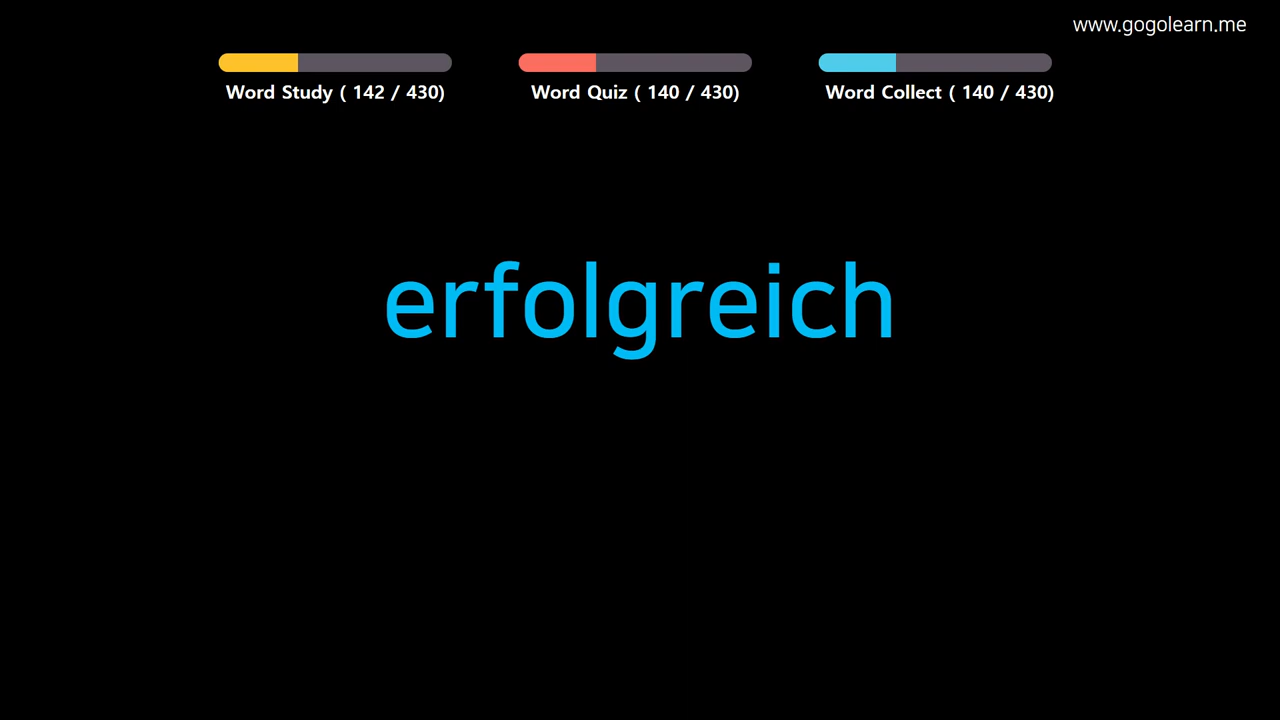 www.gogolearn.me
Word Study ( 142 / 430)
Word Quiz ( 140 / 430)
Word Collect ( 140 / 430)
erfolgreich